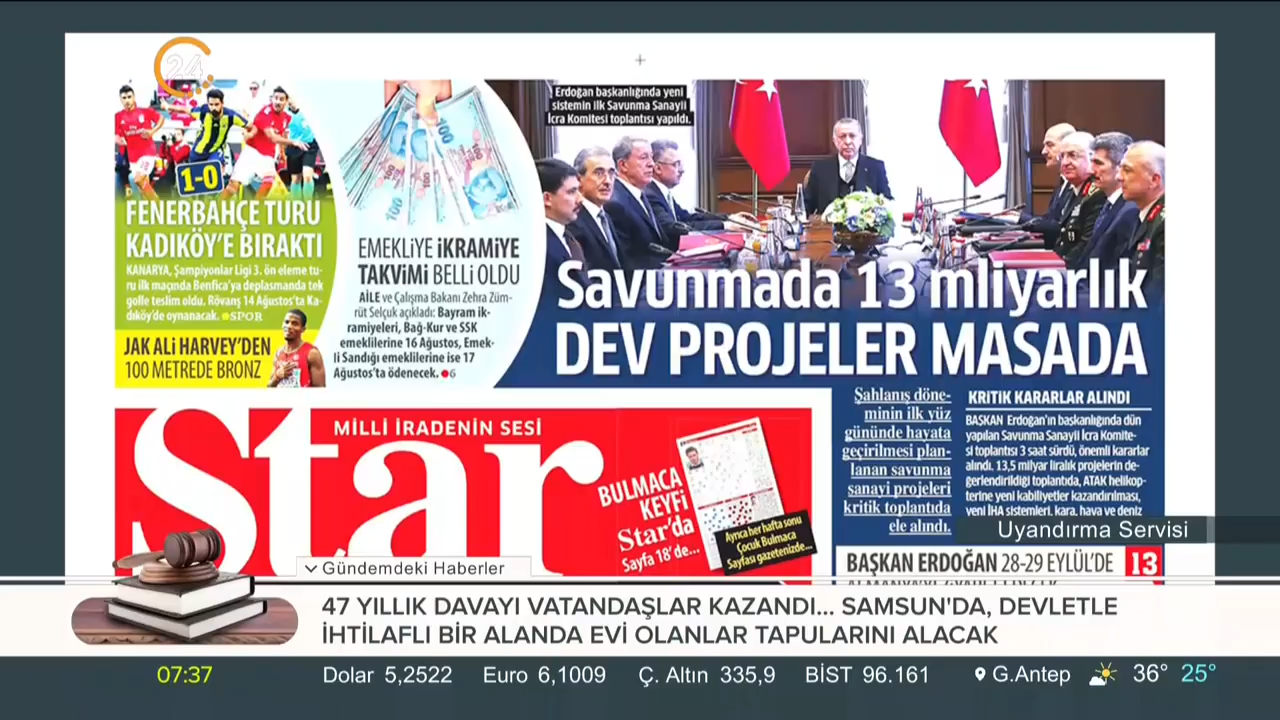 24
Erdoğan başkanlığında yeni
sistemin ilk Savunma Sanayii
İcra Komitesi toplantısı yapıldı.
1-0
FENERBAHÇE TURU
KADIKÖY'E BIRAKTI
KANARYA, Şampiyonlar Ligi 3. ön eleme tu-
ru ilk maçında Benfica'ya deplasmanda tek
golle teslim oldu. Rövanş 14 Ağustos'ta Ka-
dıköy'de oynanacak. SPOR
JAK ALİ HARVEY'DEN
100 METREDE BRONZ
EMEKLİYE İKRAMİYE
TAKVİMİ BELLİ OLDU
AİLE ve Çalışma Bakanı Zehra Züm-
rüt Selçuk açıkladı: Bayram ik-
ramiyeleri, Bağ-Kur ve SSK
emeklilerine 16 Ağustos, Emek-
li Sandığı emeklilerine ise 17
Ağustos'ta ödenecek. 6
Savunmada 13 mliyarlık
DEV PROJELER MASADA
Şahlanış döne-
minin ilk yüz
gününde hayata
geçirilmesi plan-
lanan savunma
sanayi projeleri
kritik toplantıda
ele alındı.
KRİTİK KARARLAR ALINDI
BAŞKAN Erdoğan'ın başkanlığında dün
yapılan Savunma Sanayii İcra Komite-
si toplantısı 3 saat sürdü, önemli kararlar
alındı. 13,5 milyar liralık projelerin de-
ğerlendirildiği toplantıda, ATAK helikop-
terine yeni kabiliyetler kazandırılması,
yeni İHA sistemleri, kara, hava ve deniz
MİLLİ İRADENİN SESİ
Star
BULMACA
KEYFİ
Star'da
Sayfa 18'de...
Ayrıca her hafta sonu
Çocuk Bulmaca
Sayfası gazetenizde...
BAŞKAN ERDOĞAN 28-29 EYLÜL'DE
13
Uyandırma Servisi
Gündemdeki Haberler
47 YILLIK DAVAYI VATANDAŞLAR KAZANDI... SAMSUN'DA, DEVLETLE
İHTİLAFLI BİR ALANDA EVİ OLANLAR TAPULARINI ALACAK
07:37 Dolar 5,2522 Euro 6,1009 Ç. Altın 335,9 BİST 96.161 G.Antep 36° 25°